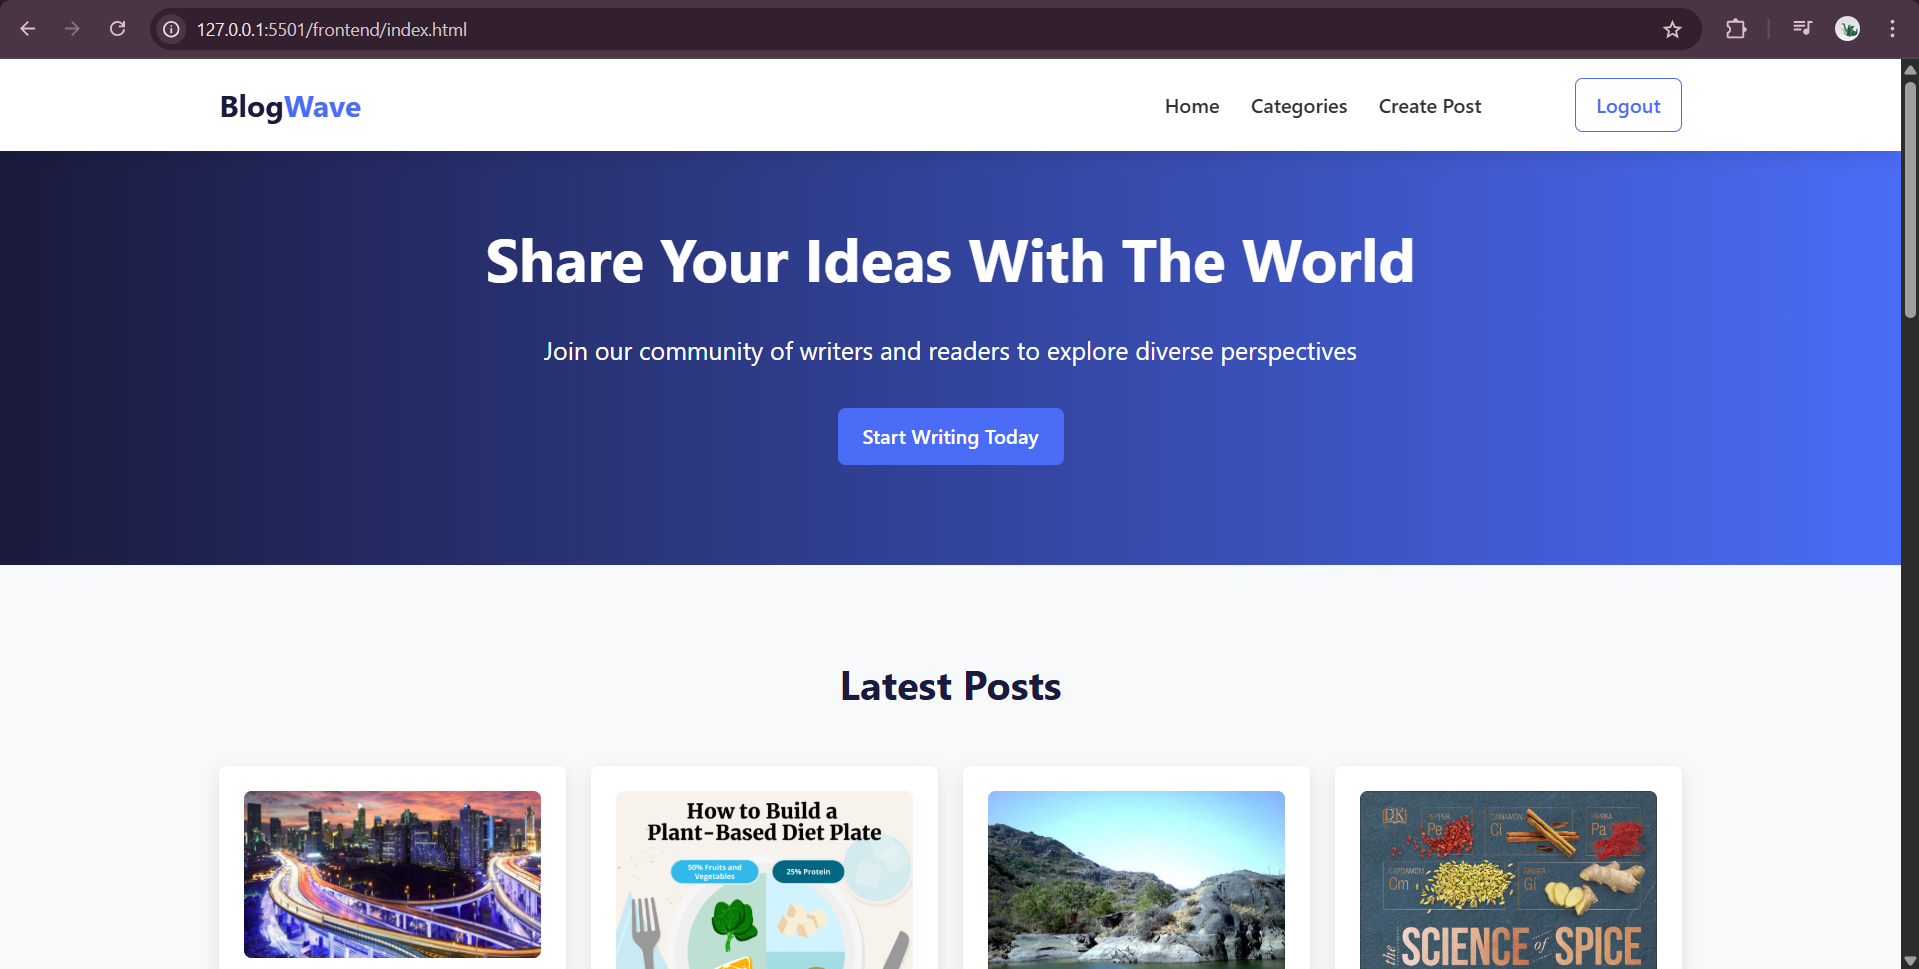 127.0.0.1:5501/frontend/index.html
BlogWave
Home
Categories
Create Post
Logout
Share Your Ideas With The World
Join our community of writers and readers to explore diverse perspectives
Start Writing Today
Latest Posts
How to Build a
Plant-Based Diet Plate
50% Fruits and
Vegetables
25% Protein
DK
PEPPER
Pe
CINNAMON
Ci
PAPRIKA
Pa
CARDAMOM
Cm
GINGER
Gi
the SCIENCE of SPICE